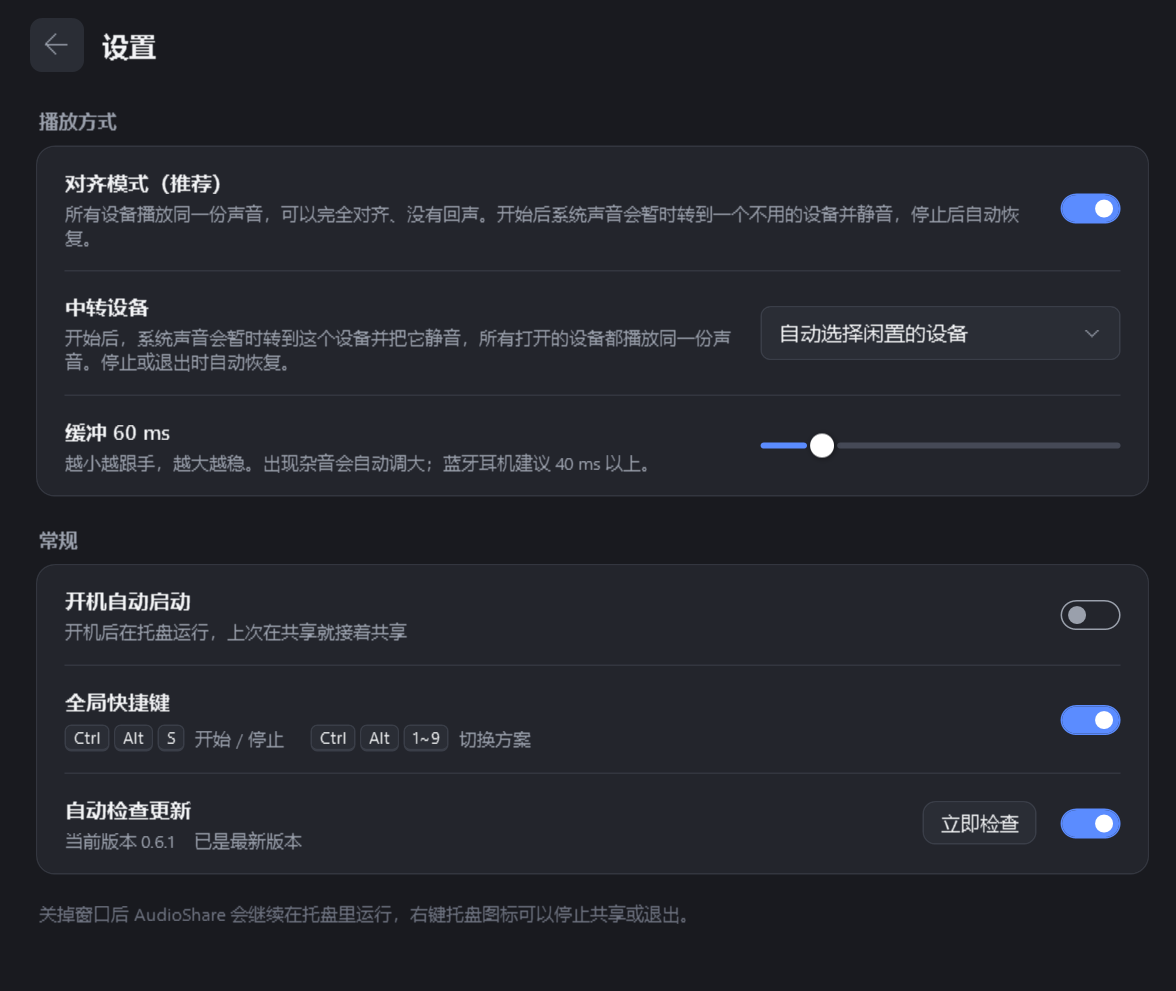 设置
播放方式
对齐模式（推荐）
所有设备播放同一份声音，可以完全对齐、没有回声。开始后系统声音会暂时转到一个不用的设备并静音，停止后自动恢
复。
中转设备
开始后，系统声音会暂时转到这个设备并把它静音，所有打开的设备都播放同一份声
音。停止或退出时自动恢复。
自动选择闲置的设备
缓冲 60 ms
越小越跟手，越大越稳。出现杂音会自动调大；蓝牙耳机建议 40 ms 以上。
常规
开机自动启动
开机后在托盘运行，上次在共享就接着共享
全局快捷键
Ctrl Alt S 开始 / 停止 Ctrl Alt 1~9 切换方案
自动检查更新
当前版本 0.6.1 已是最新版本
立即检查
关掉窗口后 AudioShare 会继续在托盘里运行，右键托盘图标可以停止共享或退出。